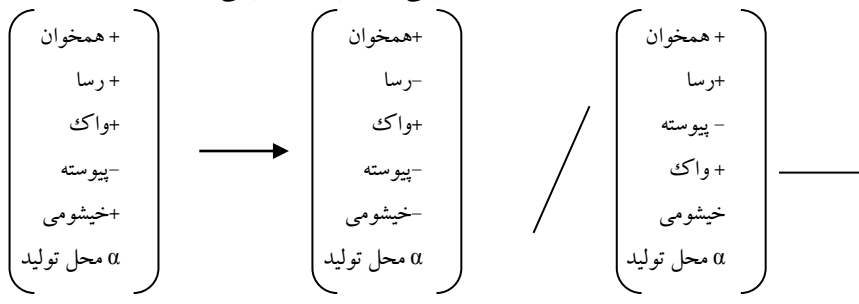 + همخوان
+ رسا
+واک
–پیوسته
+خیشومی
α محل تولید
+همخوان
–رسا
+واک
–پیوسته
–خیشومی
α محل تولید
+ همخوان
+رسا
– پیوسته
+ واک
خیشومی
α محل تولید